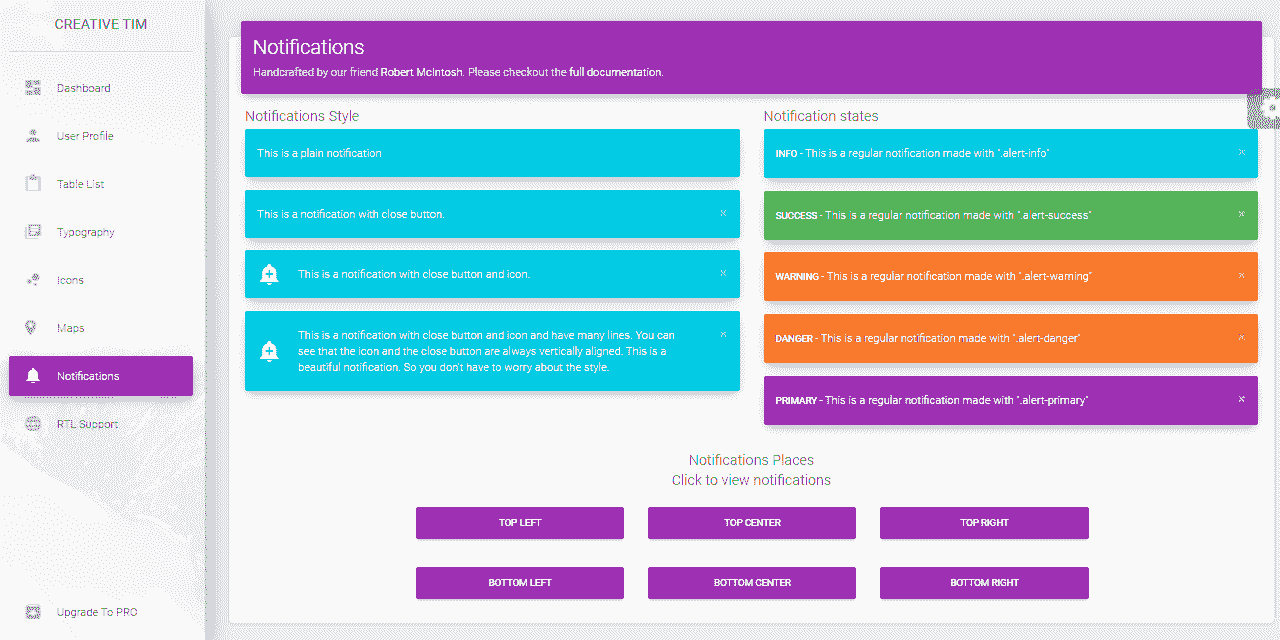 CREATIVE TIM
Dashboard
User Profile
Table List
Typography
Icons
Maps
Notifications
RTL Support
Upgrade To PRO
Notifications
Handcrafted by our friend Robert McIntosh. Please checkout the full documentation.
Notifications Style
This is a plain notification
This is a notification with close button.
This is a notification with close button and icon.
This is a notification with close button and icon and have many lines. You can
see that the icon and the close button are always vertically aligned. This is a
beautiful notification. So you don't have to worry about the style.
Notification states
INFO - This is a regular notification made with ".alert-info"
SUCCESS - This is a regular notification made with ".alert-success"
WARNING - This is a regular notification made with ".alert-warning"
DANGER - This is a regular notification made with ".alert-danger"
PRIMARY - This is a regular notification made with ".alert-primary"
Notifications Places
Click to view notifications
TOP LEFT
TOP CENTER
TOP RIGHT
BOTTOM LEFT
BOTTOM CENTER
BOTTOM RIGHT